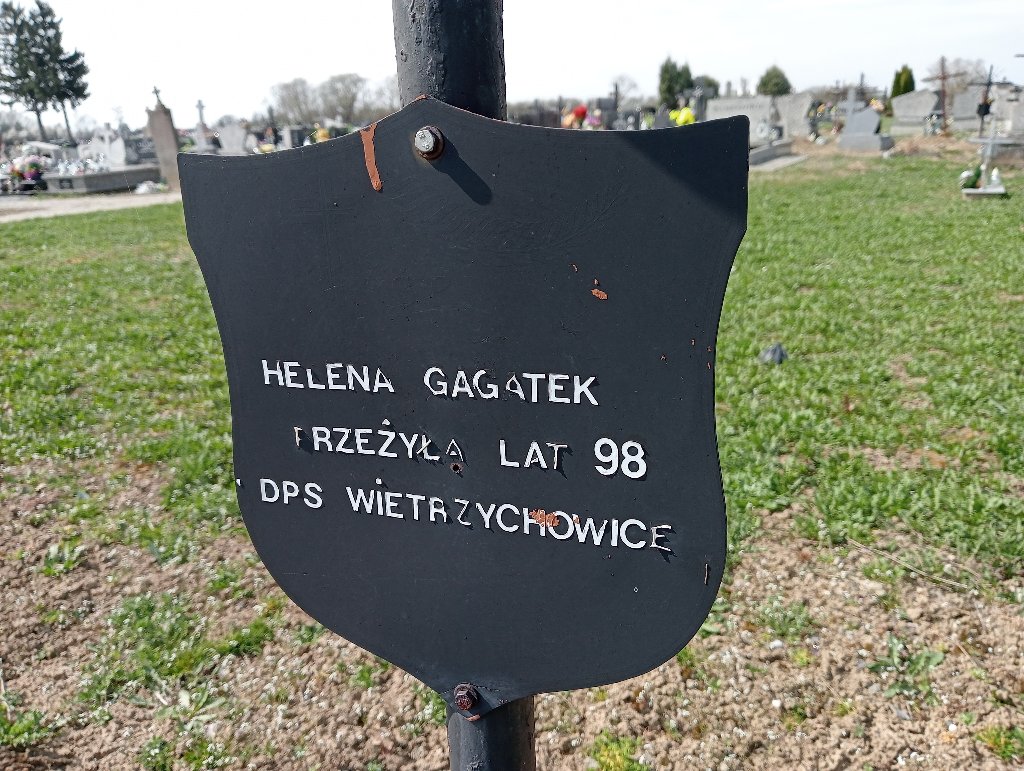 HELENA GAGATEK
PRZEŻYŁA LAT 98
DPS WIETRZYCHOWICE